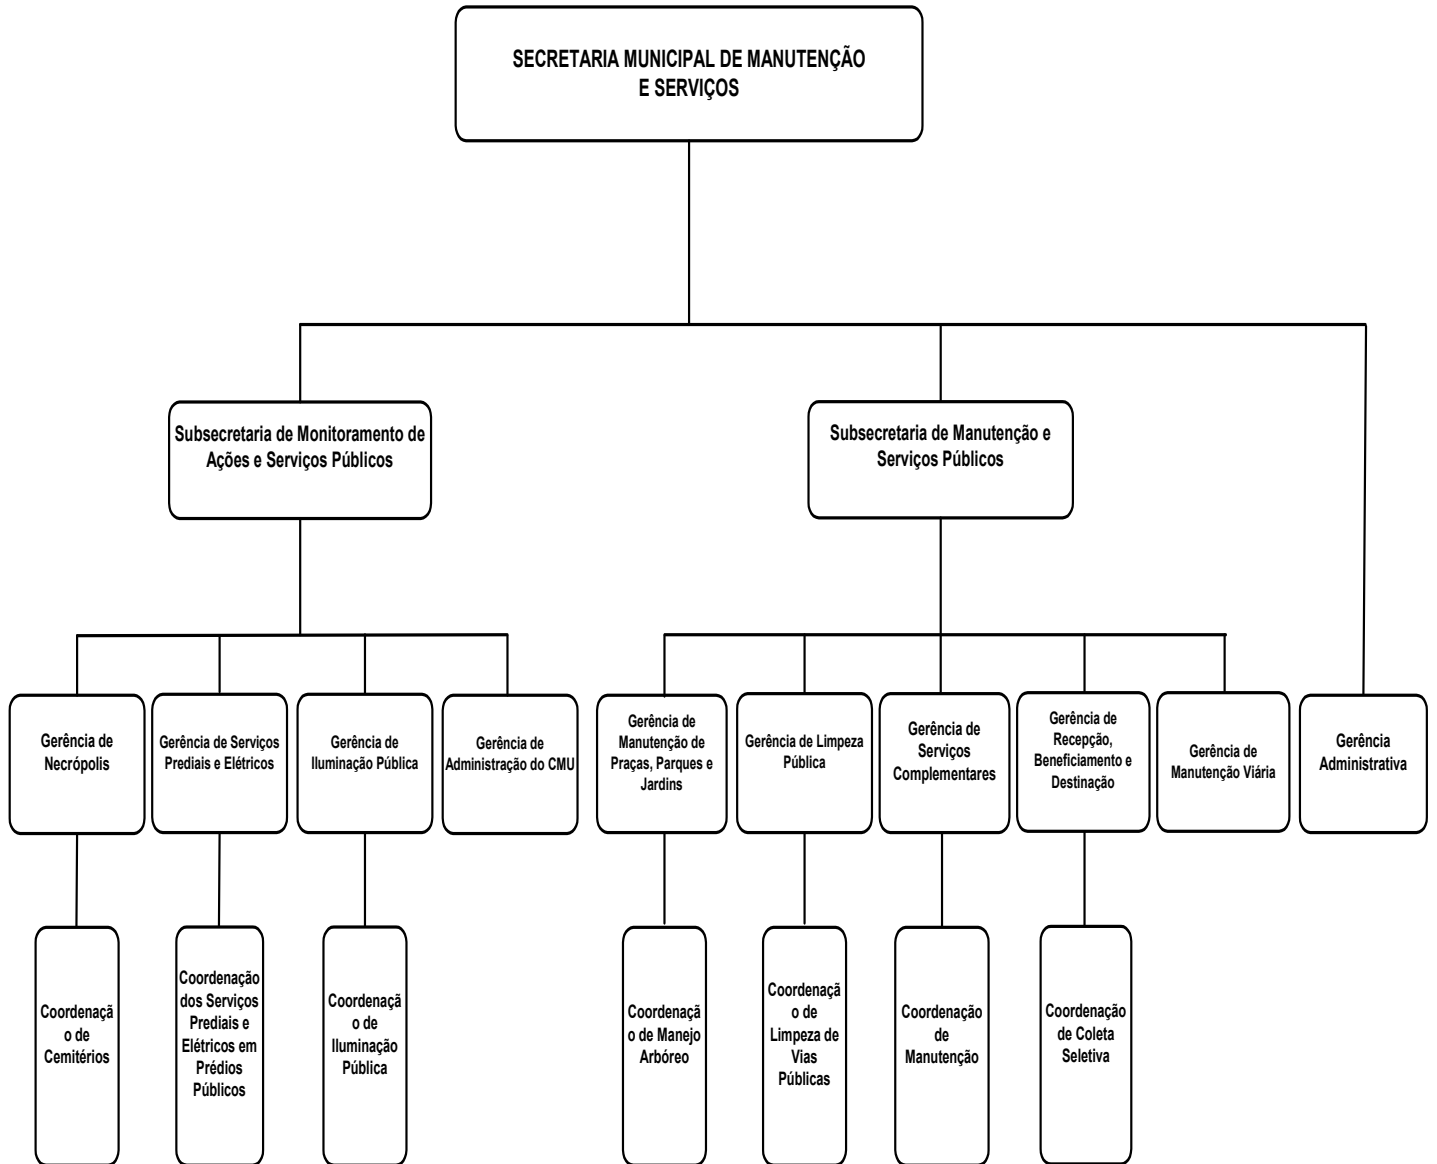 SECRETARIA MUNICIPAL DE MANUTENÇÃO
E SERVIÇOS
Subsecretaria de Monitoramento de
Ações e Serviços Públicos
Subsecretaria de Manutenção e
Serviços Públicos
Gerência de
Necrópolis
Gerência de Serviços
Prediais e Elétricos
Gerência de
Iluminação Pública
Gerência de
Administração do CMU
Gerência de
Manutenção de
Praças, Parques e
Jardins
Gerência de Limpeza
Pública
Gerência de
Serviços
Complementares
Gerência de
Recepção,
Beneficiamento e
Destinação
Gerência de
Manutenção Viária
Gerência
Administrativa
Coordenaçã
o de
Cemitérios
Coordenação
dos Serviços
Prediais e
Elétricos em
Prédios
Públicos
Coordenaçã
o de
Iluminação
Pública
Coordenaçã
o de Manejo
Arbóreo
Coordenaçã
o de
Limpeza de
Vias
Públicas
Coordenação
de
Manutenção
Coordenação
de Coleta
Seletiva